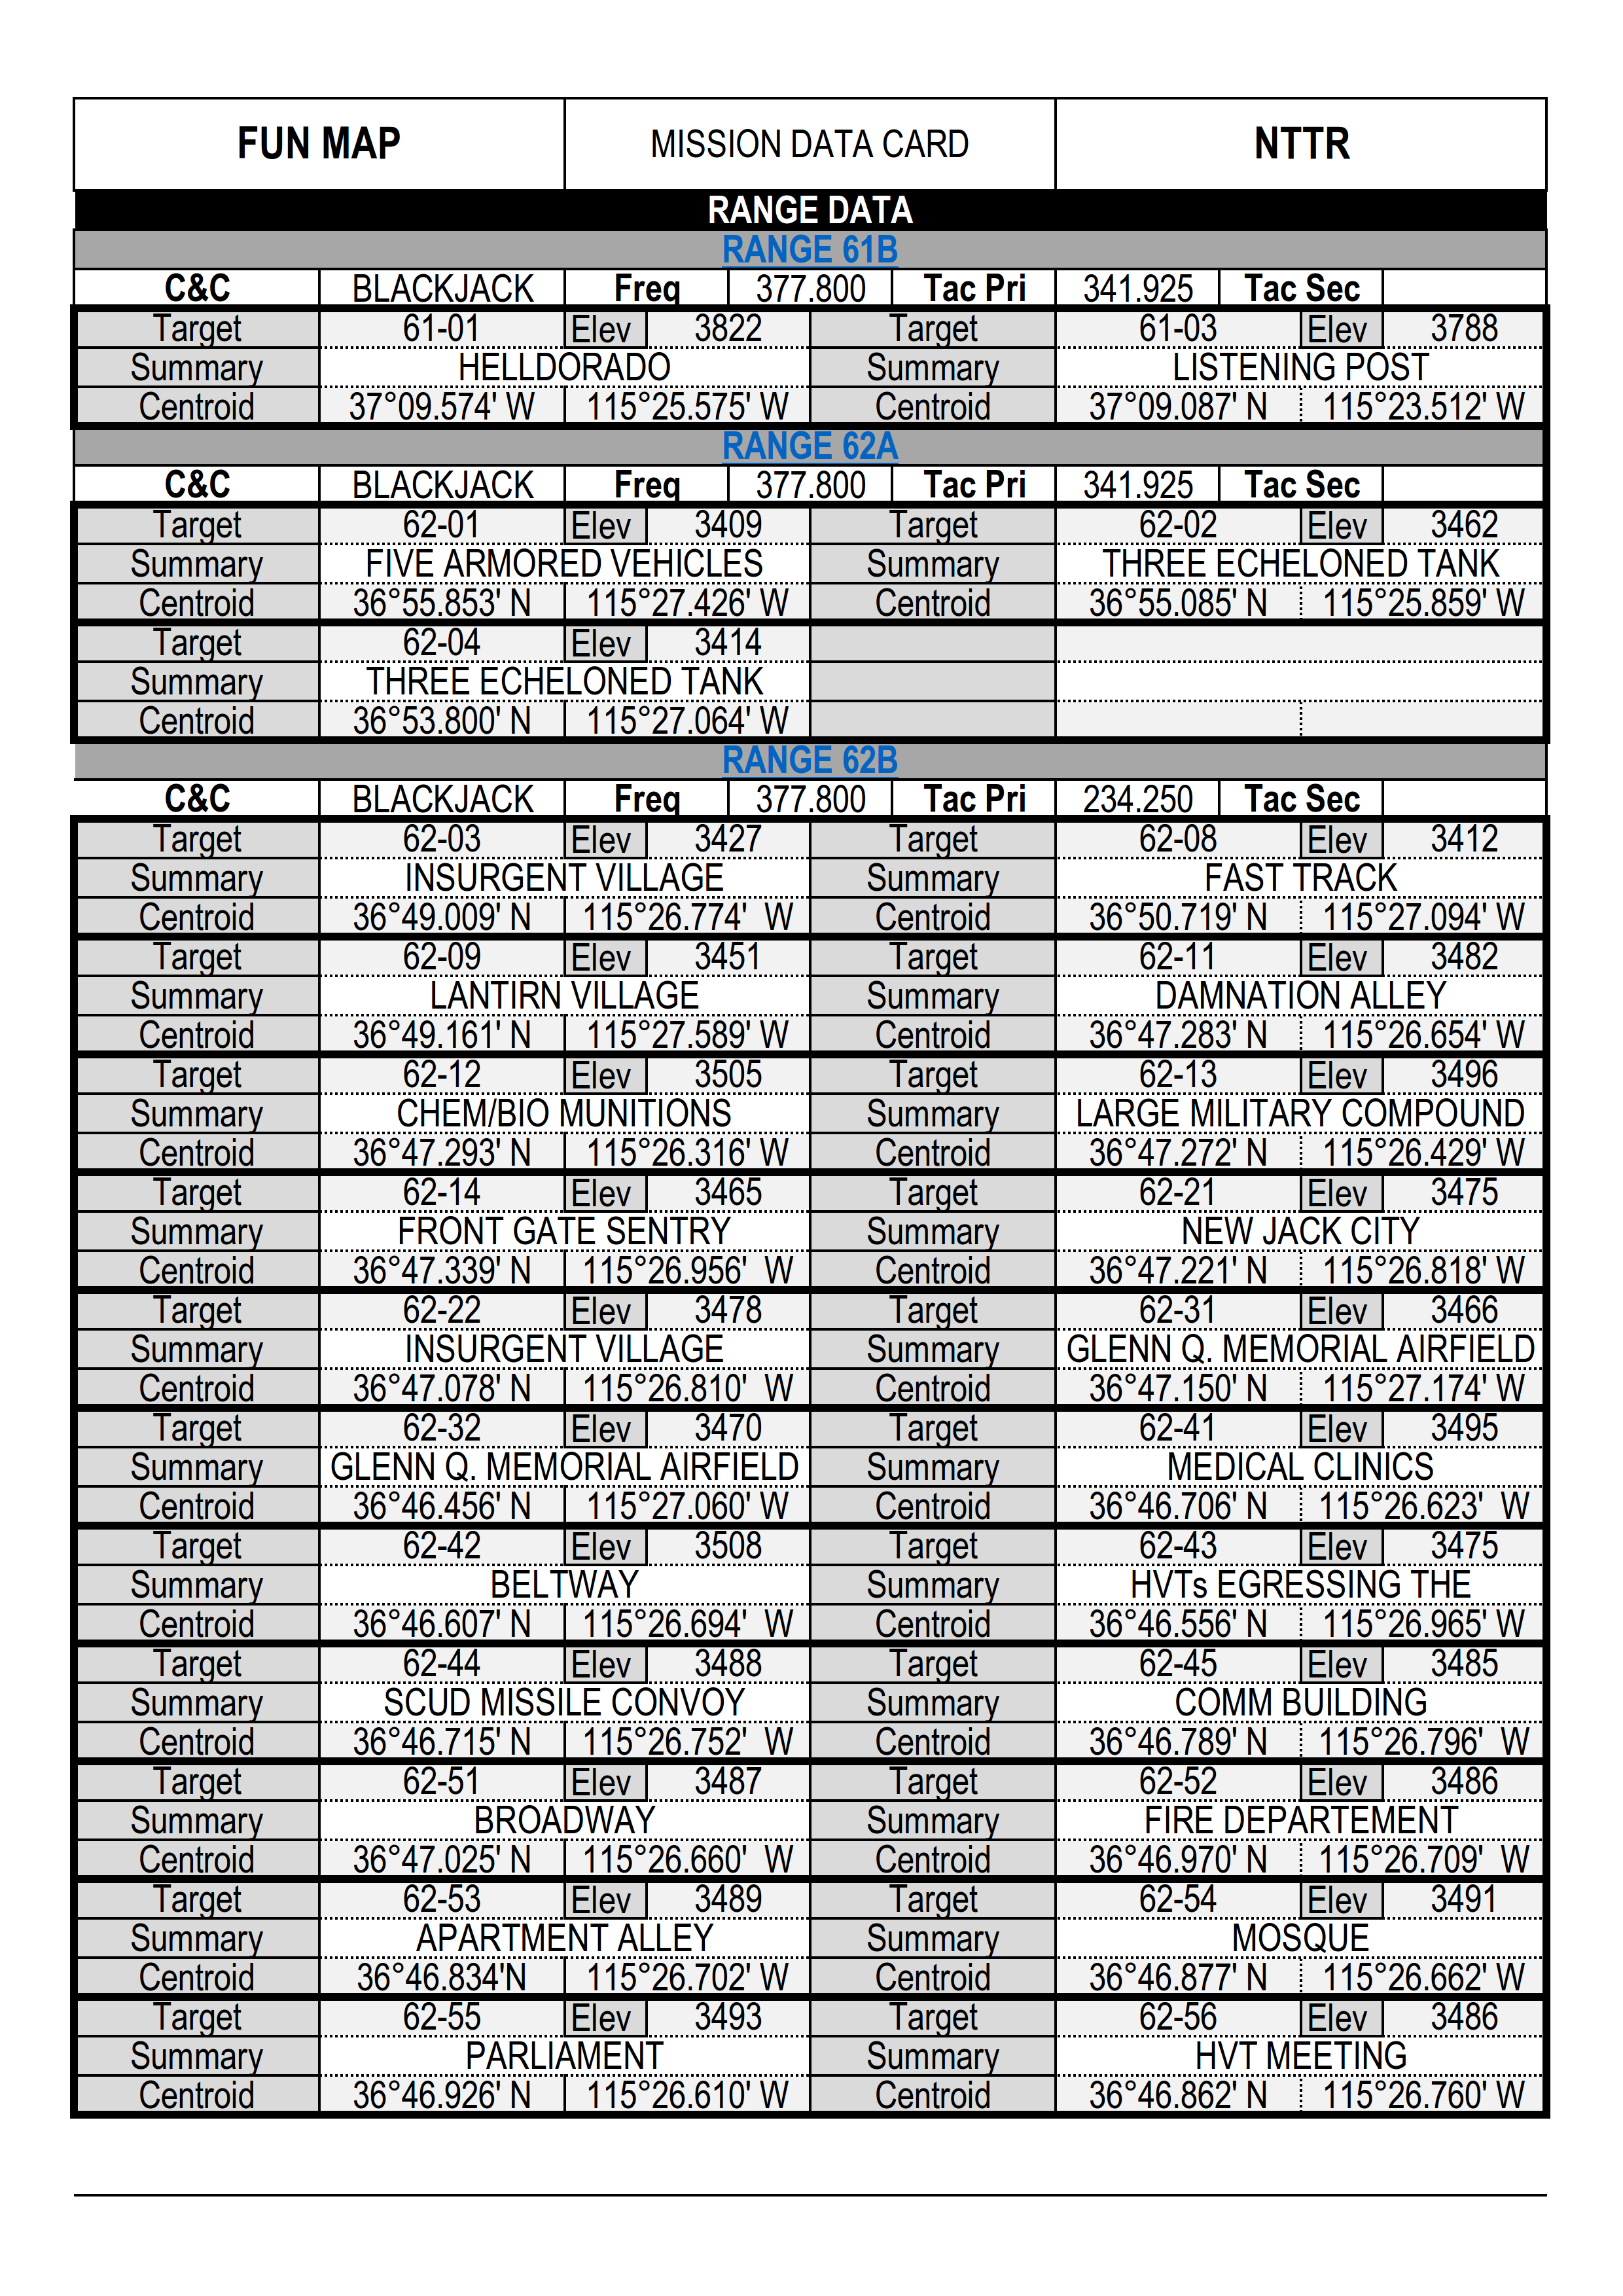 FUN MAP MISSION DATA CARD NTTR
RANGE DATA
RANGE 61B
C&C BLACKJACK Freq 377.800 Tac Pri 341.925 Tac Sec
Target 61-01 Elev 3822 Target 61-03 Elev 3788
Summary HELLDORADO Summary LISTENING POST
Centroid 37°09.574' W 115°25.575' W Centroid 37°09.087' N 115°23.512' W
RANGE 62A
C&C BLACKJACK Freq 377.800 Tac Pri 341.925 Tac Sec
Target 62-01 Elev 3409 Target 62-02 Elev 3462
Summary FIVE ARMORED VEHICLES Summary THREE ECHELONED TANK
Centroid 36°55.853' N 115°27.426' W Centroid 36°55.085' N 115°25.859' W
Target 62-04 Elev 3414
Summary THREE ECHELONED TANK
Centroid 36°53.800' N 115°27.064' W
RANGE 62B
C&C BLACKJACK Freq 377.800 Tac Pri 234.250 Tac Sec
Target 62-03 Elev 3427 Target 62-08 Elev 3412
Summary INSURGENT VILLAGE Summary FAST TRACK
Centroid 36°49.009' N 115°26.774' W Centroid 36°50.719' N 115°27.094' W
Target 62-09 Elev 3451 Target 62-11 Elev 3482
Summary LANTIRN VILLAGE Summary DAMNATION ALLEY
Centroid 36°49.161' N 115°27.589' W Centroid 36°47.283' N 115°26.654' W
Target 62-12 Elev 3505 Target 62-13 Elev 3496
Summary CHEM/BIO MUNITIONS Summary LARGE MILITARY COMPOUND
Centroid 36°47.293' N 115°26.316' W Centroid 36°47.272' N 115°26.429' W
Target 62-14 Elev 3465 Target 62-21 Elev 3475
Summary FRONT GATE SENTRY Summary NEW JACK CITY
Centroid 36°47.339' N 115°26.956' W Centroid 36°47.221' N 115°26.818' W
Target 62-22 Elev 3478 Target 62-31 Elev 3466
Summary INSURGENT VILLAGE Summary GLENN Q. MEMORIAL AIRFIELD
Centroid 36°47.078' N 115°26.810' W Centroid 36°47.150' N 115°27.174' W
Target 62-32 Elev 3470 Target 62-41 Elev 3495
Summary GLENN Q. MEMORIAL AIRFIELD Summary MEDICAL CLINICS
Centroid 36°46.456' N 115°27.060' W Centroid 36°46.706' N 115°26.623' W
Target 62-42 Elev 3508 Target 62-43 Elev 3475
Summary BELTWAY Summary HVTs EGRESSING THE
Centroid 36°46.607' N 115°26.694' W Centroid 36°46.556' N 115°26.965' W
Target 62-44 Elev 3488 Target 62-45 Elev 3485
Summary SCUD MISSILE CONVOY Summary COMM BUILDING
Centroid 36°46.715' N 115°26.752' W Centroid 36°46.789' N 115°26.796' W
Target 62-51 Elev 3487 Target 62-52 Elev 3486
Summary BROADWAY Summary FIRE DEPARTEMENT
Centroid 36°47.025' N 115°26.660' W Centroid 36°46.970' N 115°26.709' W
Target 62-53 Elev 3489 Target 62-54 Elev 3491
Summary APARTMENT ALLEY Summary MOSQUE
Centroid 36°46.834'N 115°26.702' W Centroid 36°46.877' N 115°26.662' W
Target 62-55 Elev 3493 Target 62-56 Elev 3486
Summary PARLIAMENT Summary HVT MEETING
Centroid 36°46.926' N 115°26.610' W Centroid 36°46.862' N 115°26.760' W